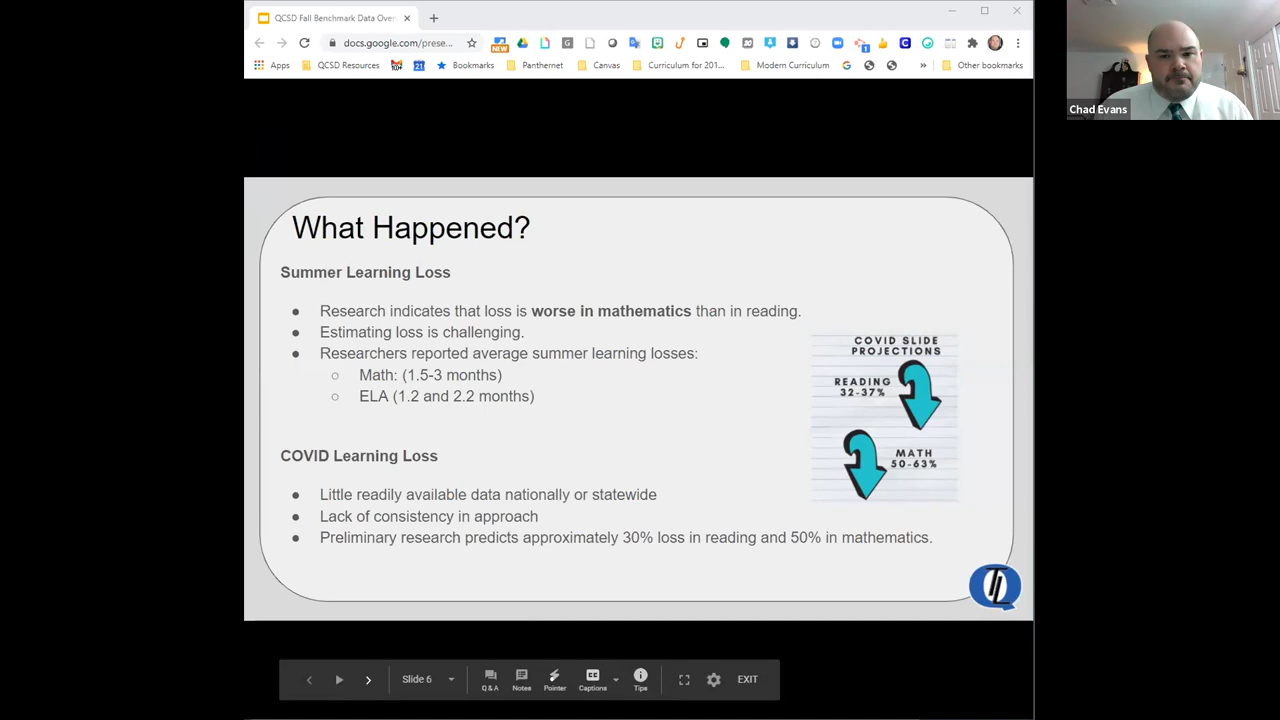 QCSD Fall Benchmark Data Over
docs.google.com/prese...
NEW
1
Apps
QCSD Resources
21
Bookmarks
Panthernet
Canvas
Curriculum for 201...
Modern Curriculum
G
»
Other bookmarks
Chad Evans
What Happened?
Summer Learning Loss
● Research indicates that loss is worse in mathematics than in reading.
● Estimating loss is challenging.
● Researchers reported average summer learning losses:
○ Math: (1.5-3 months)
○ ELA (1.2 and 2.2 months)
COVID SLIDE
PROJECTIONS
READING
32-37%
MATH
50-63%
COVID Learning Loss
● Little readily available data nationally or statewide
● Lack of consistency in approach
● Preliminary research predicts approximately 30% loss in reading and 50% in mathematics.
Slide 6
Q & A
Notes
Pointer
Captions
Tips
EXIT